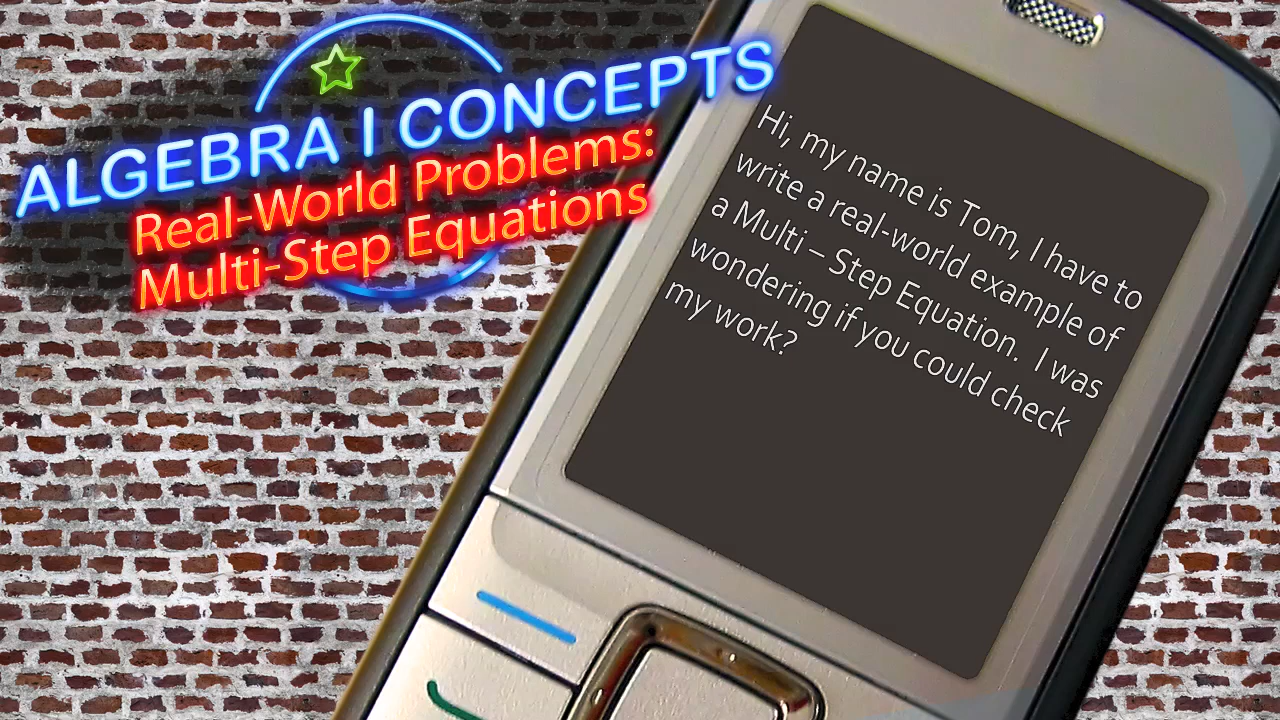 ALGEBRA I CONCEPTS
Real-World Problems:
Multi-Step Equations
Hi, my name is Tom, I have to
write a real-world example of
a Multi – Step Equation.  I was
wondering if you could check
my work?